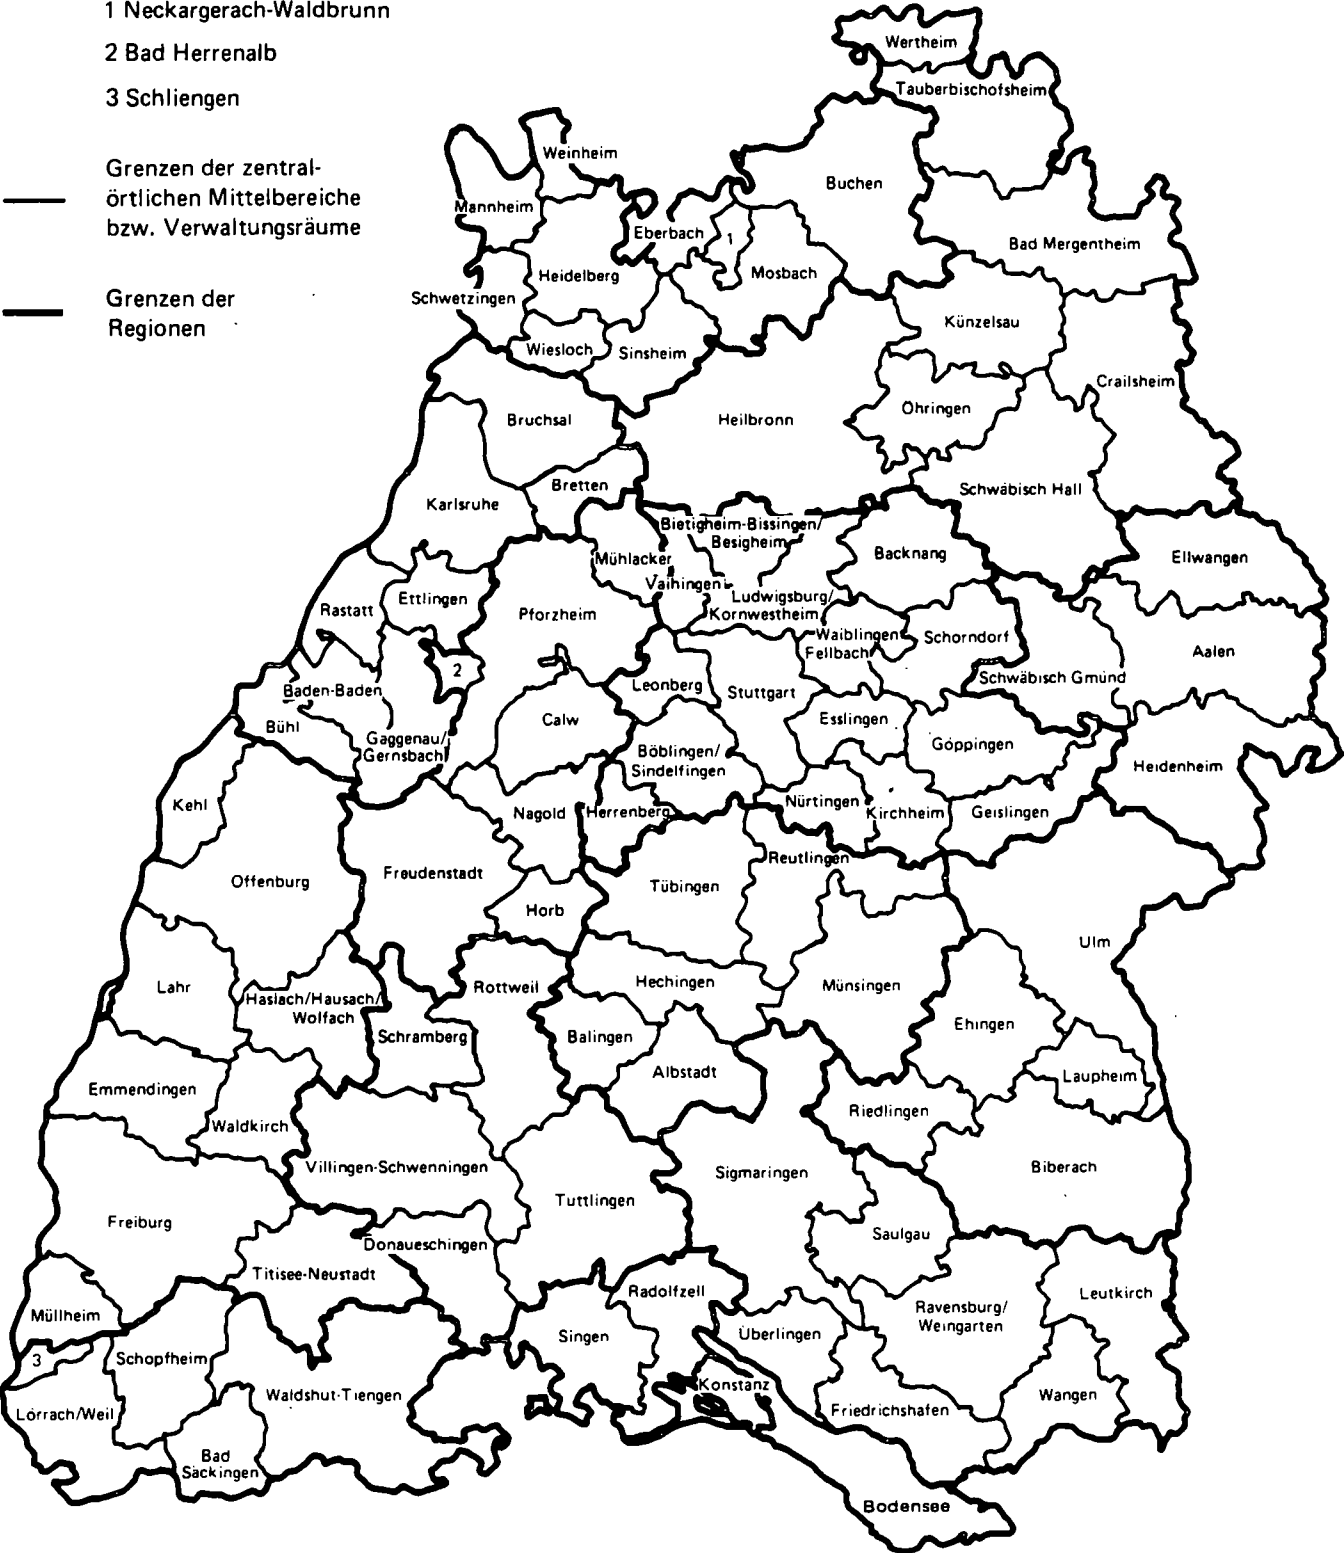 1 Neckargerach-Waldbrunn
2 Bad Herrenalb
3 Schliengen
Grenzen der zentral-
örtlichen Mittelbereiche
bzw. Verwaltungsräume
Grenzen der
Regionen
Wertheim
Tauberbischofsheim
Weinheim
Buchen
Mannheim
Eberbach
1
Bad Mergentheim
Heidelberg
Mosbach
Schwetzingen
Künzelsau
Wiesloch
Sinsheim
Crailsheim
Öhringen
Bruchsal
Heilbronn
Bretten
Schwäbisch Hall
Karlsruhe
Bietigheim-Bissingen/
Besigheim
Backnang
Ellwangen
Mühlacker
Vaihingen
Ludwigsburg/
Kornwestheim
Ettlingen
Rastatt
Pforzheim
Waiblingen
Fellbach
Schorndorf
Aalen
2
Schwäbisch Gmünd
Leonberg
Baden-Baden
Stuttgart
Bühl
Calw
Esslingen
Gaggenau/
Gernsbach
Göppingen
Böblingen/
Sindelfingen
Heidenheim
Kehl
Nagold
Herrenberg
Nürtingen
Kirchheim
Geislingen
Reutlingen
Freudenstadt
Offenburg
Tübingen
Horb
Ulm
Lahr
Rottweil
Hechingen
Münsingen
Haslach/Hausach/
Wolfach
Ehingen
Schramberg
Balingen
Albstadt
Laupheim
Emmendingen
Riedlingen
Waldkirch
Villingen-Schwenningen
Sigmaringen
Biberach
Tuttlingen
Freiburg
Saulgau
Donaueschingen
Titisee-Neustadt
Radolfzell
Leutkirch
Müllheim
Ravensburg/
Weingarten
Singen
Überlingen
3
Schopfheim
Konstanz
Waldshut-Tiengen
Wangen
Lörrach/Weil
Friedrichshafen
Bad
Säckingen
Bodensee